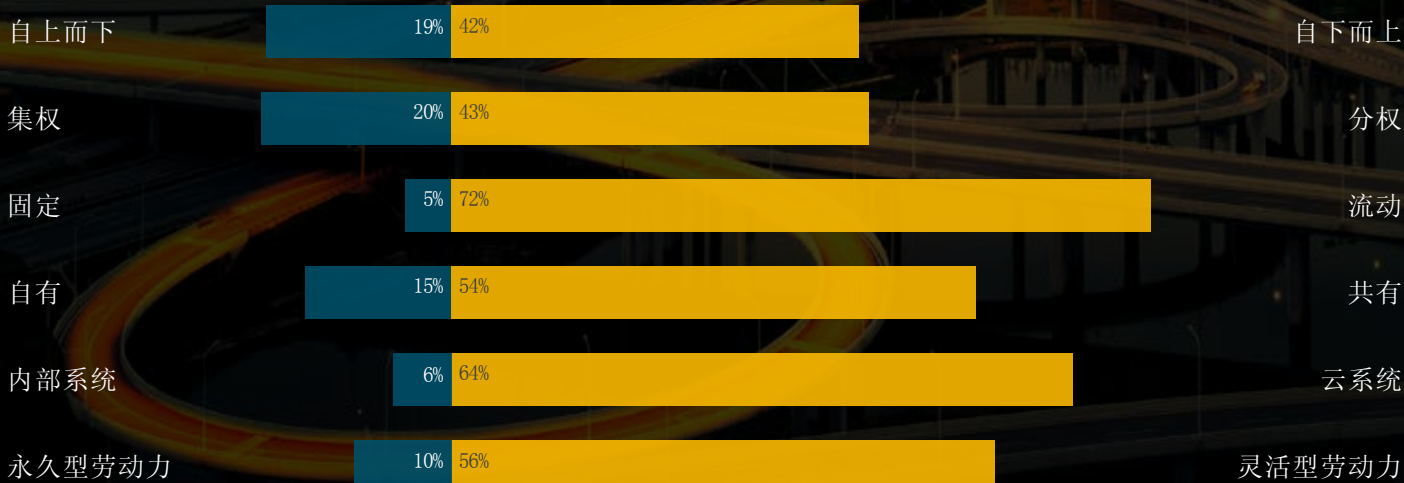 自上而下 19% 42% 自下而上
集权 20% 43% 分权
固定 5% 72% 流动
自有 15% 54% 共有
内部系统 6% 64% 云系统
永久型劳动力 10% 56% 灵活型劳动力